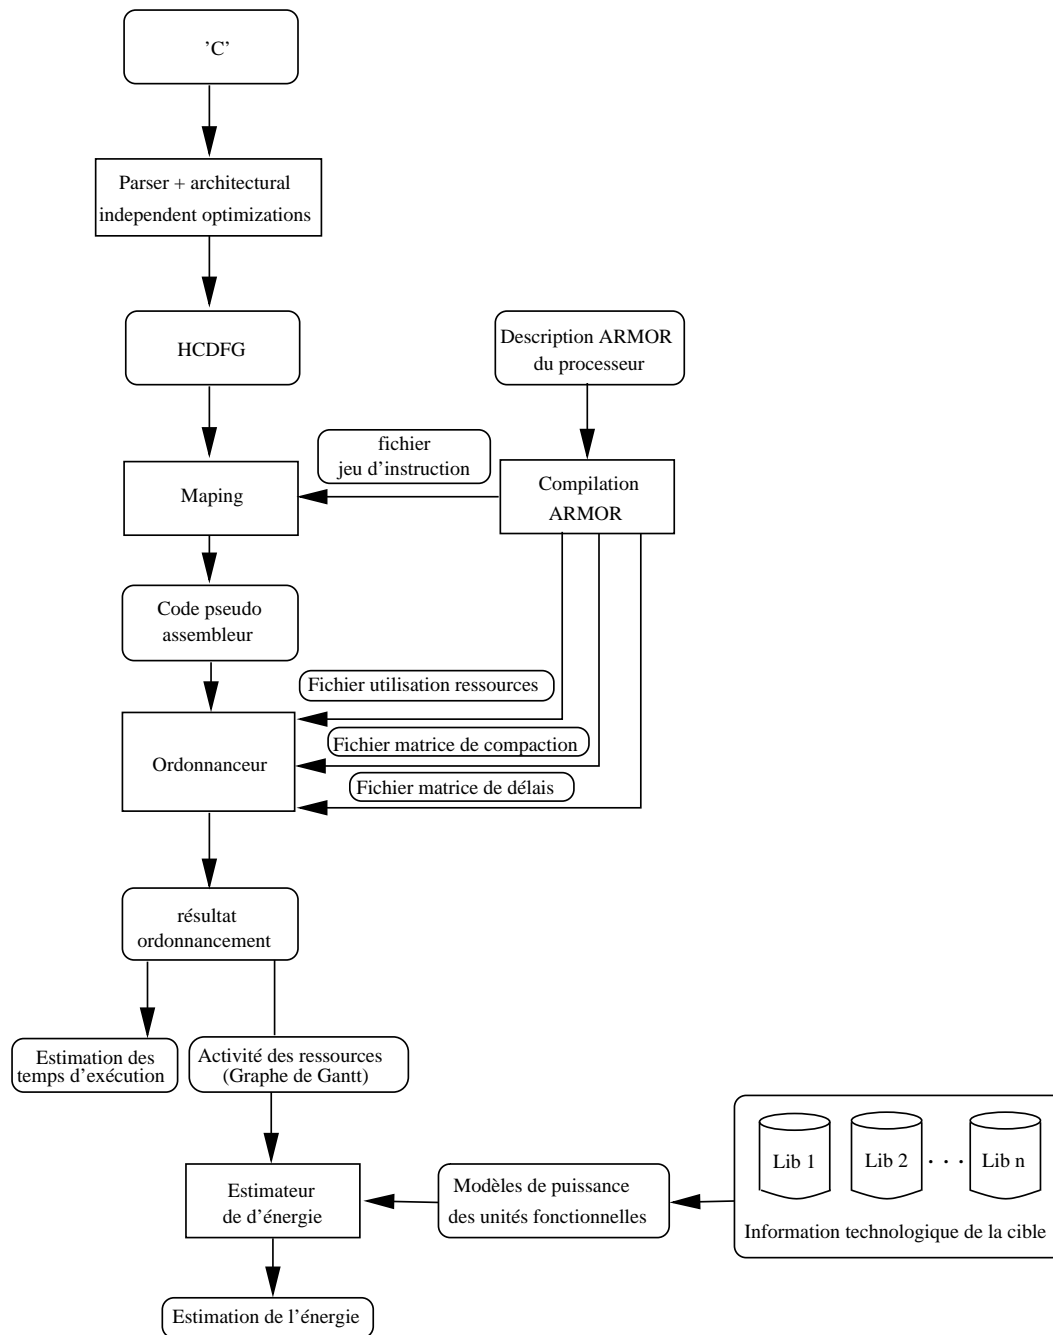 ’C’
Parser + architectural
independent optimizations
HCDFG
Description ARMOR
du processeur
fichier
jeu d’instruction
Maping
Compilation
ARMOR
Code pseudo
assembleur
Fichier utilisation ressources
Fichier matrice de compaction
Ordonnanceur
Fichier matrice de délais
résultat
ordonnancement
Estimation des
temps d’exécution
Activité des ressources
(Graphe de Gantt)
Lib 1
Lib 2
. . .
Lib n
Estimateur
de d’énergie
Modèles de puissance
des unités fonctionnelles
Information technologique de la cible
Estimation de l’énergie